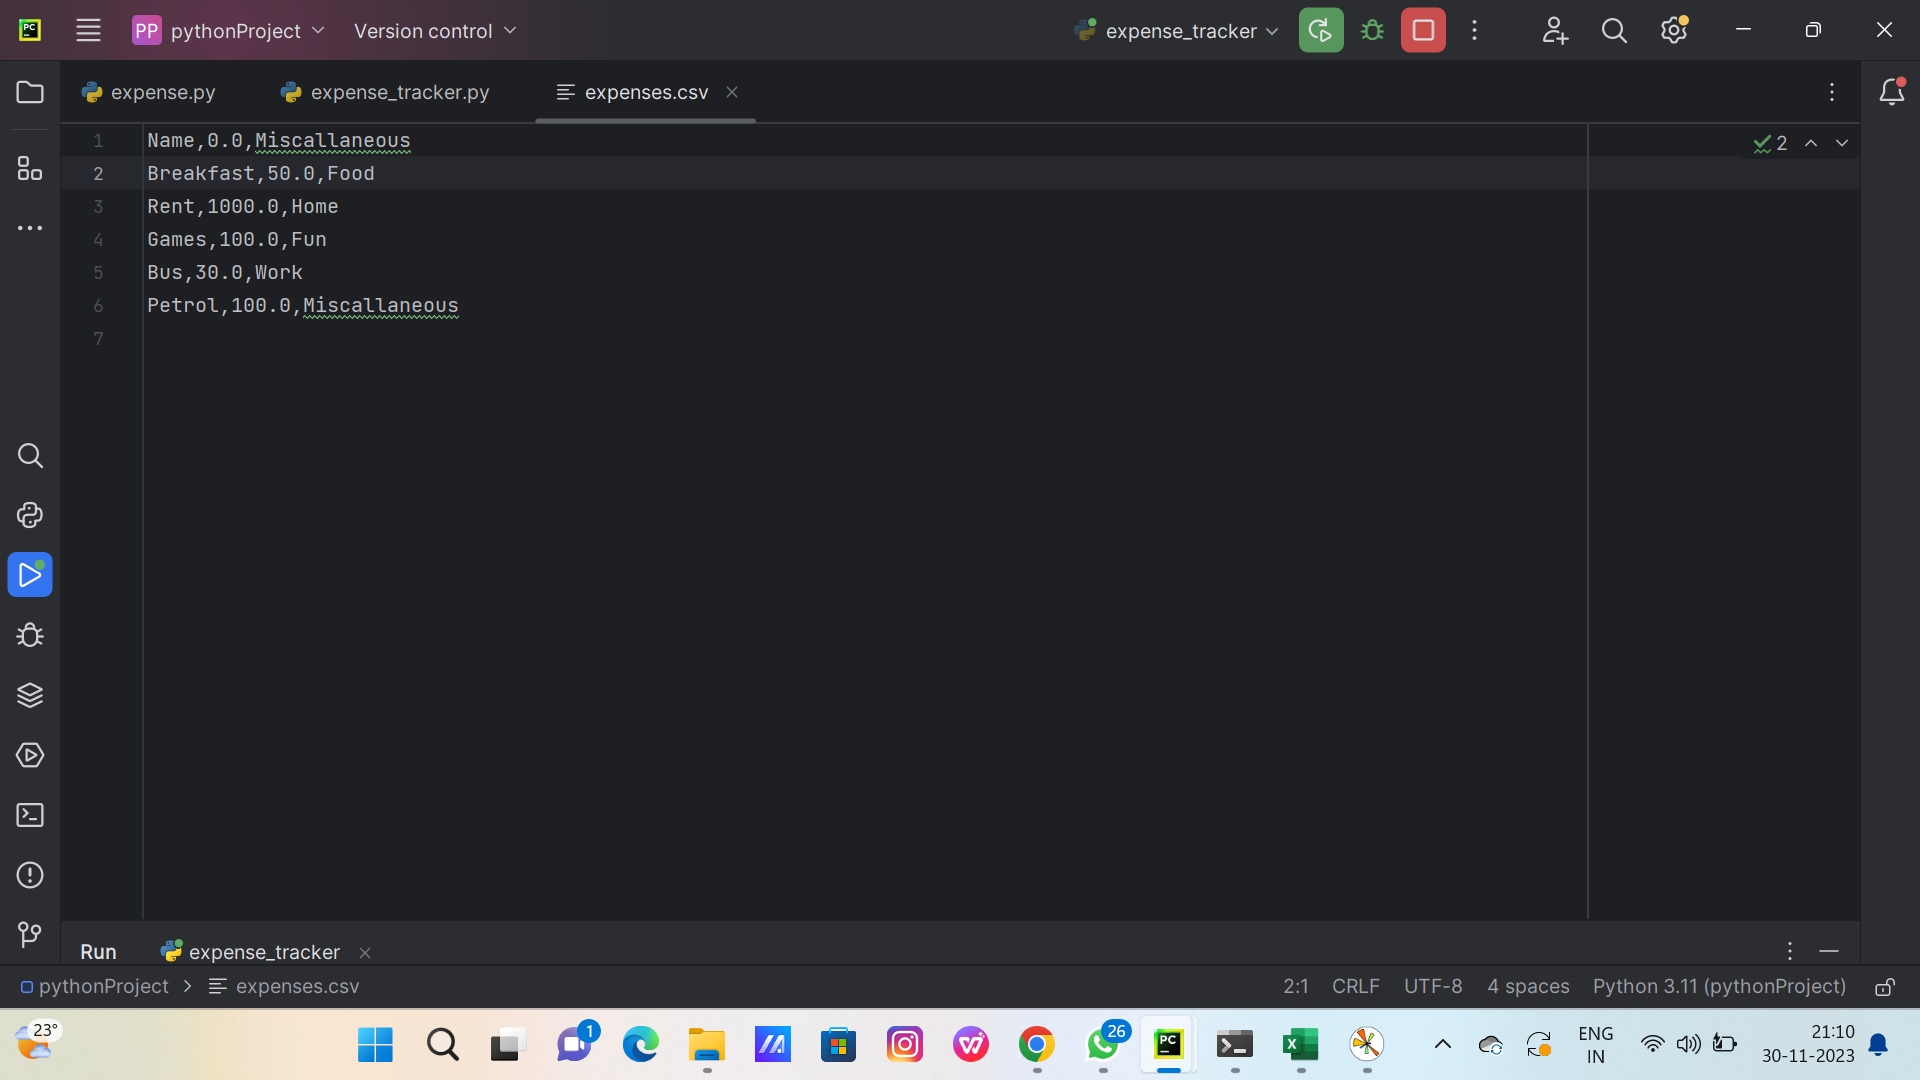 PC PP pythonProject Version control expense_tracker
expense.py expense_tracker.py expenses.csv
1 Name,0.0,Miscallaneous 2
2 Breakfast,50.0,Food
3 Rent,1000.0,Home
4 Games,100.0,Fun
5 Bus,30.0,Work
6 Petrol,100.0,Miscallaneous
7
Run expense_tracker
pythonProject > expenses.csv 2:1 CRLF UTF-8 4 spaces Python 3.11 (pythonProject)
23° 1 26 PC ENG 21:10
IN 30-11-2023